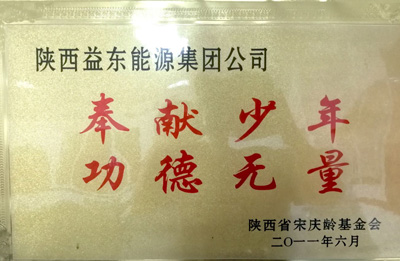 陕西益东能源集团公司
奉献少年
功德无量
陕西省宋庆龄基金会
二〇一一年六月